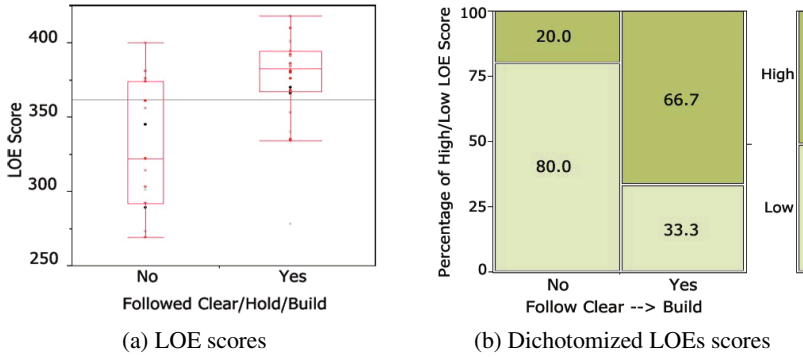 400
350
300
250
LOE Score
No Yes
Followed Clear/Hold/Build
(a) LOE scores
100
75
50
25
0
Percentage of High/Low LOE Score
20.0
80.0
66.7
33.3
High
Low
No Yes
Follow Clear --> Build
(b) Dichotomized LOEs scores